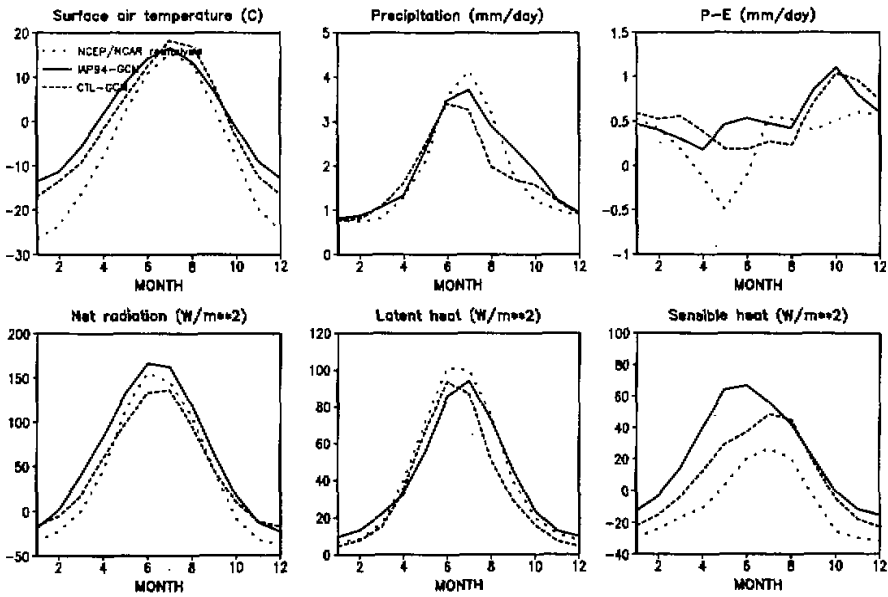 Surface air temperature (C)
20
10
0
-10
-20
-30
NCEP/NCAR reanalysis
IAP94-GCM
CTL-GCM
2 4 6 8 10 12
MONTH
Precipitation (mm/day)
5
4
3
2
1
0
2 4 6 8 10 12
MONTH
P-E (mm/day)
1.5
1
0.5
0
-0.5
-1
2 4 6 8 10 12
MONTH
Net radiation (W/m**2)
200
150
100
50
0
-50
2 4 6 8 10 12
MONTH
Latent heat (W/m**2)
120
100
80
60
40
20
0
2 4 6 8 10 12
MONTH
Sensible heat (W/m**2)
100
80
60
40
20
0
-20
-40
2 4 6 8 10 12
MONTH